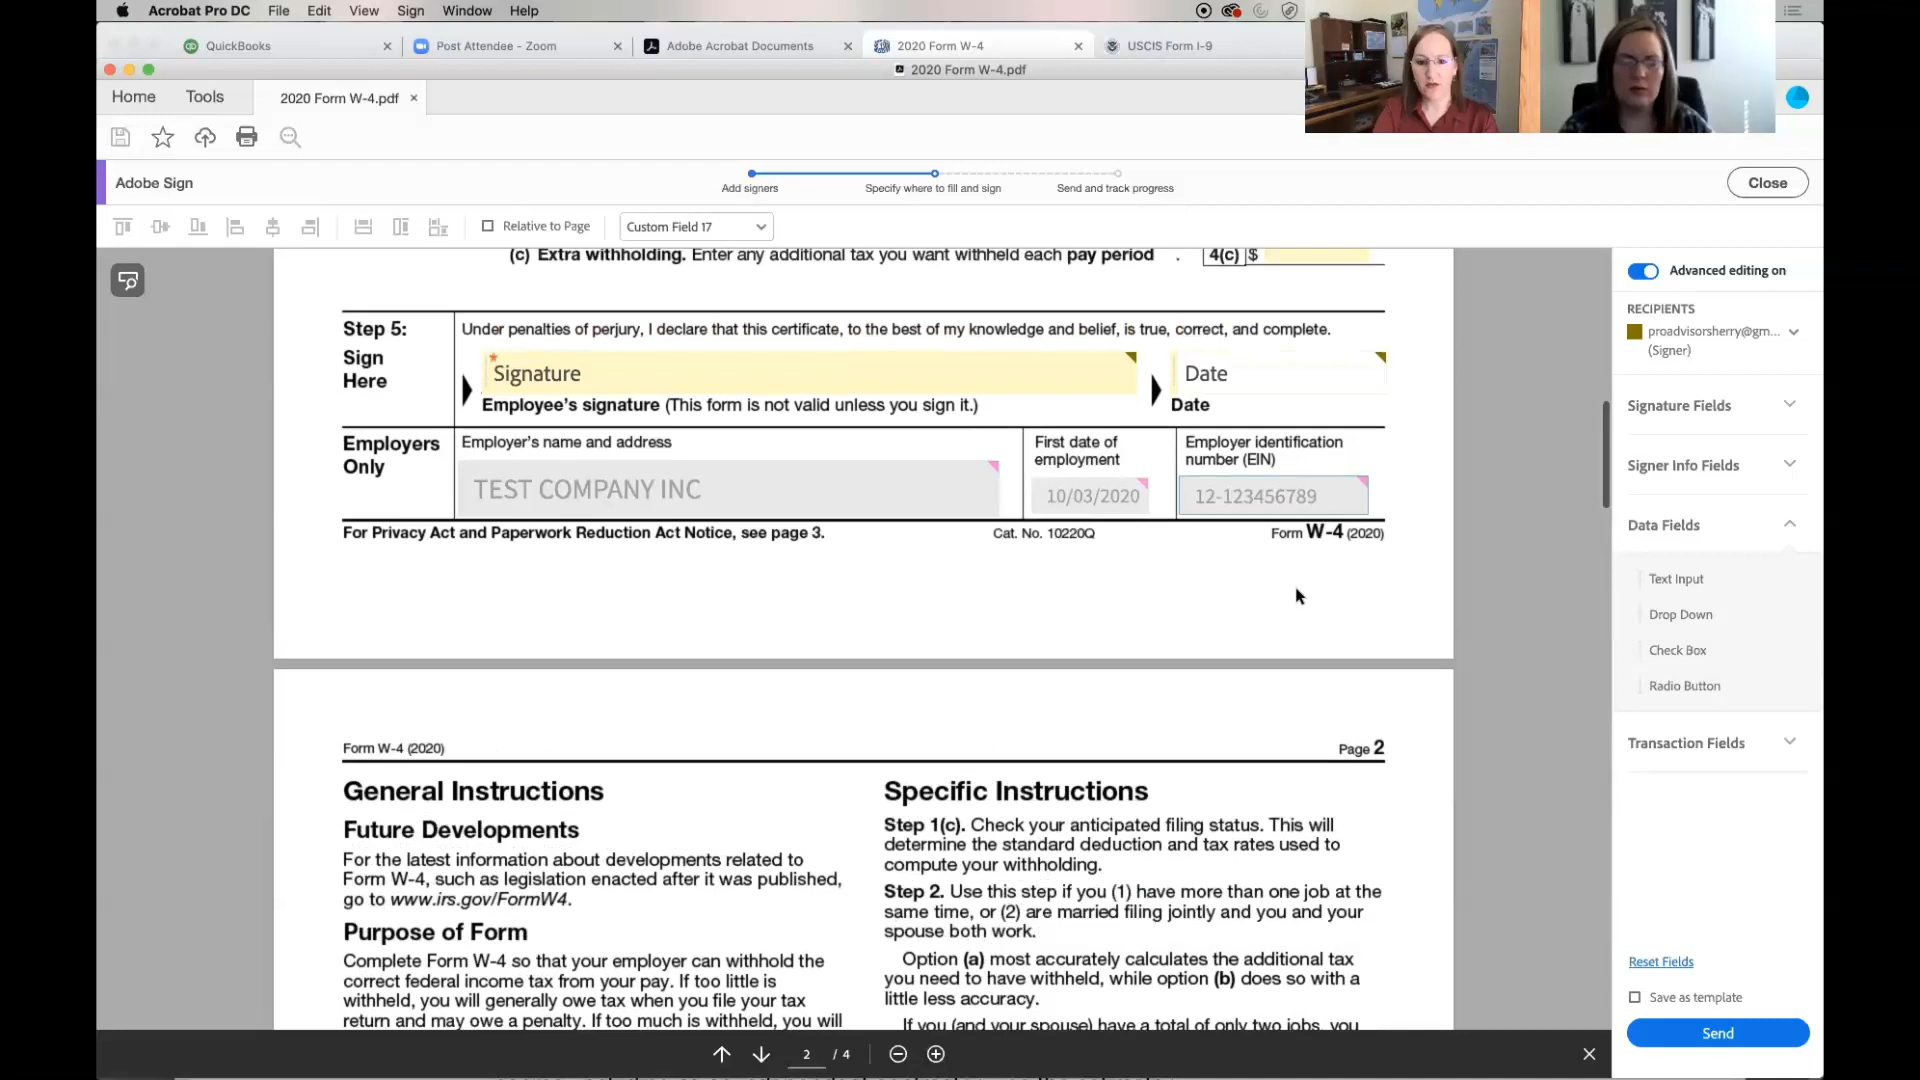 Acrobat Pro DC File Edit View Sign Window Help
QuickBooks × Post Attendee - Zoom × Adobe Acrobat Documents × 2020 Form W-4 × USCIS Form I-9
2020 Form W-4.pdf
Home Tools 2020 Form W-4.pdf ×
Adobe Sign
Add signers Specify where to fill and sign Send and track progress
Close
Relative to Page Custom Field 17
(c) Extra withholding. Enter any additional tax you want withheld each pay period . 4(c) $
Step 5:
Sign
Here
Under penalties of perjury, I declare that this certificate, to the best of my knowledge and belief, is true, correct, and complete.
* Signature
Date
Employee's signature (This form is not valid unless you sign it.)
Date
Employers
Only
Employer's name and address
TEST COMPANY INC
First date of
employment
10/03/2020
Employer identification
number (EIN)
12-123456789
For Privacy Act and Paperwork Reduction Act Notice, see page 3. Cat. No. 10220Q Form W-4 (2020)
Form W-4 (2020) Page 2
General Instructions
Future Developments
For the latest information about developments related to
Form W-4, such as legislation enacted after it was published,
go to www.irs.gov/FormW4.
Purpose of Form
Complete Form W-4 so that your employer can withhold the
correct federal income tax from your pay. If too little is
withheld, you will generally owe tax when you file your tax
return and may owe a penalty. If too much is withheld, you will
Specific Instructions
Step 1(c). Check your anticipated filing status. This will
determine the standard deduction and tax rates used to
compute your withholding.
Step 2. Use this step if you (1) have more than one job at the
same time, or (2) are married filing jointly and you and your
spouse both work.
Option (a) most accurately calculates the additional tax
you need to have withheld, while option (b) does so with a
little less accuracy.
If you (and your spouse) have a total of only two jobs, you
Advanced editing on
RECIPIENTS
proadvisorsherry@gm...
(Signer)
Signature Fields
Signer Info Fields
Data Fields
Text Input
Drop Down
Check Box
Radio Button
Transaction Fields
Reset Fields
Save as template
Send
2 / 4